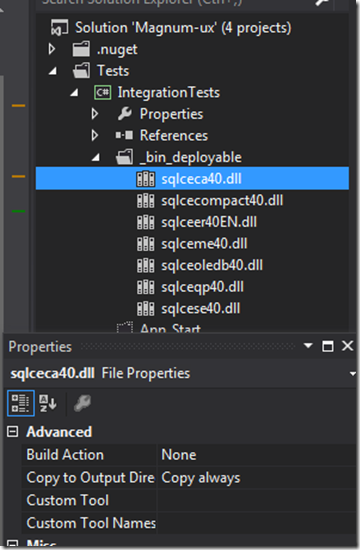 Search Solution Explorer (Ctrl+;)
Solution 'Magnum-ux' (4 projects)
.nuget
Tests
C# IntegrationTests
Properties
References
_bin_deployable
sqlceca40.dll
sqlcecompact40.dll
sqlceer40EN.dll
sqlceme40.dll
sqlceoledb40.dll
sqlceqp40.dll
sqlcese40.dll
App_Start
Properties
sqlceca40.dll File Properties
Advanced
Build Action None
Copy to Output Dire Copy always
Custom Tool
Custom Tool Names
Misc